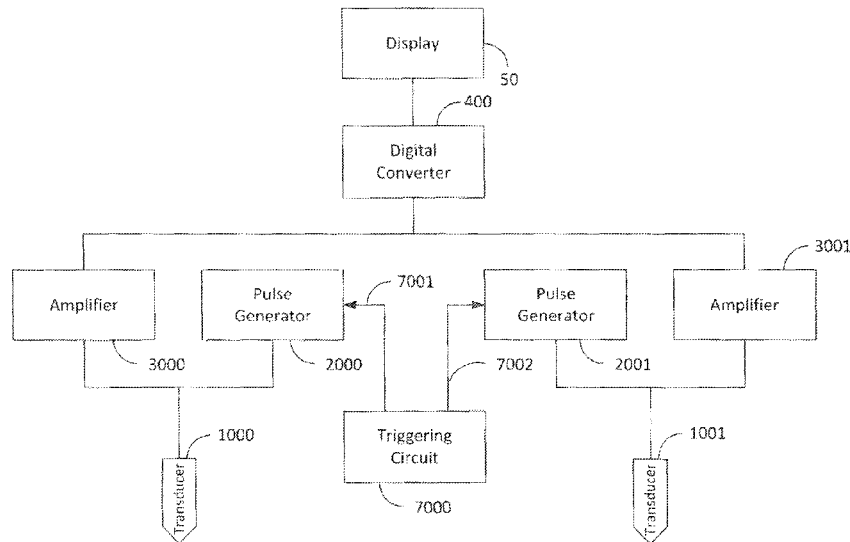 Display
50
400
Digital
Converter
3001
Amplifier
Pulse
Generator
7001
Pulse
Generator
Amplifier
3000
2000
7002
2001
1000
Triggering
Circuit
1001
Transducer
7000
Transducer